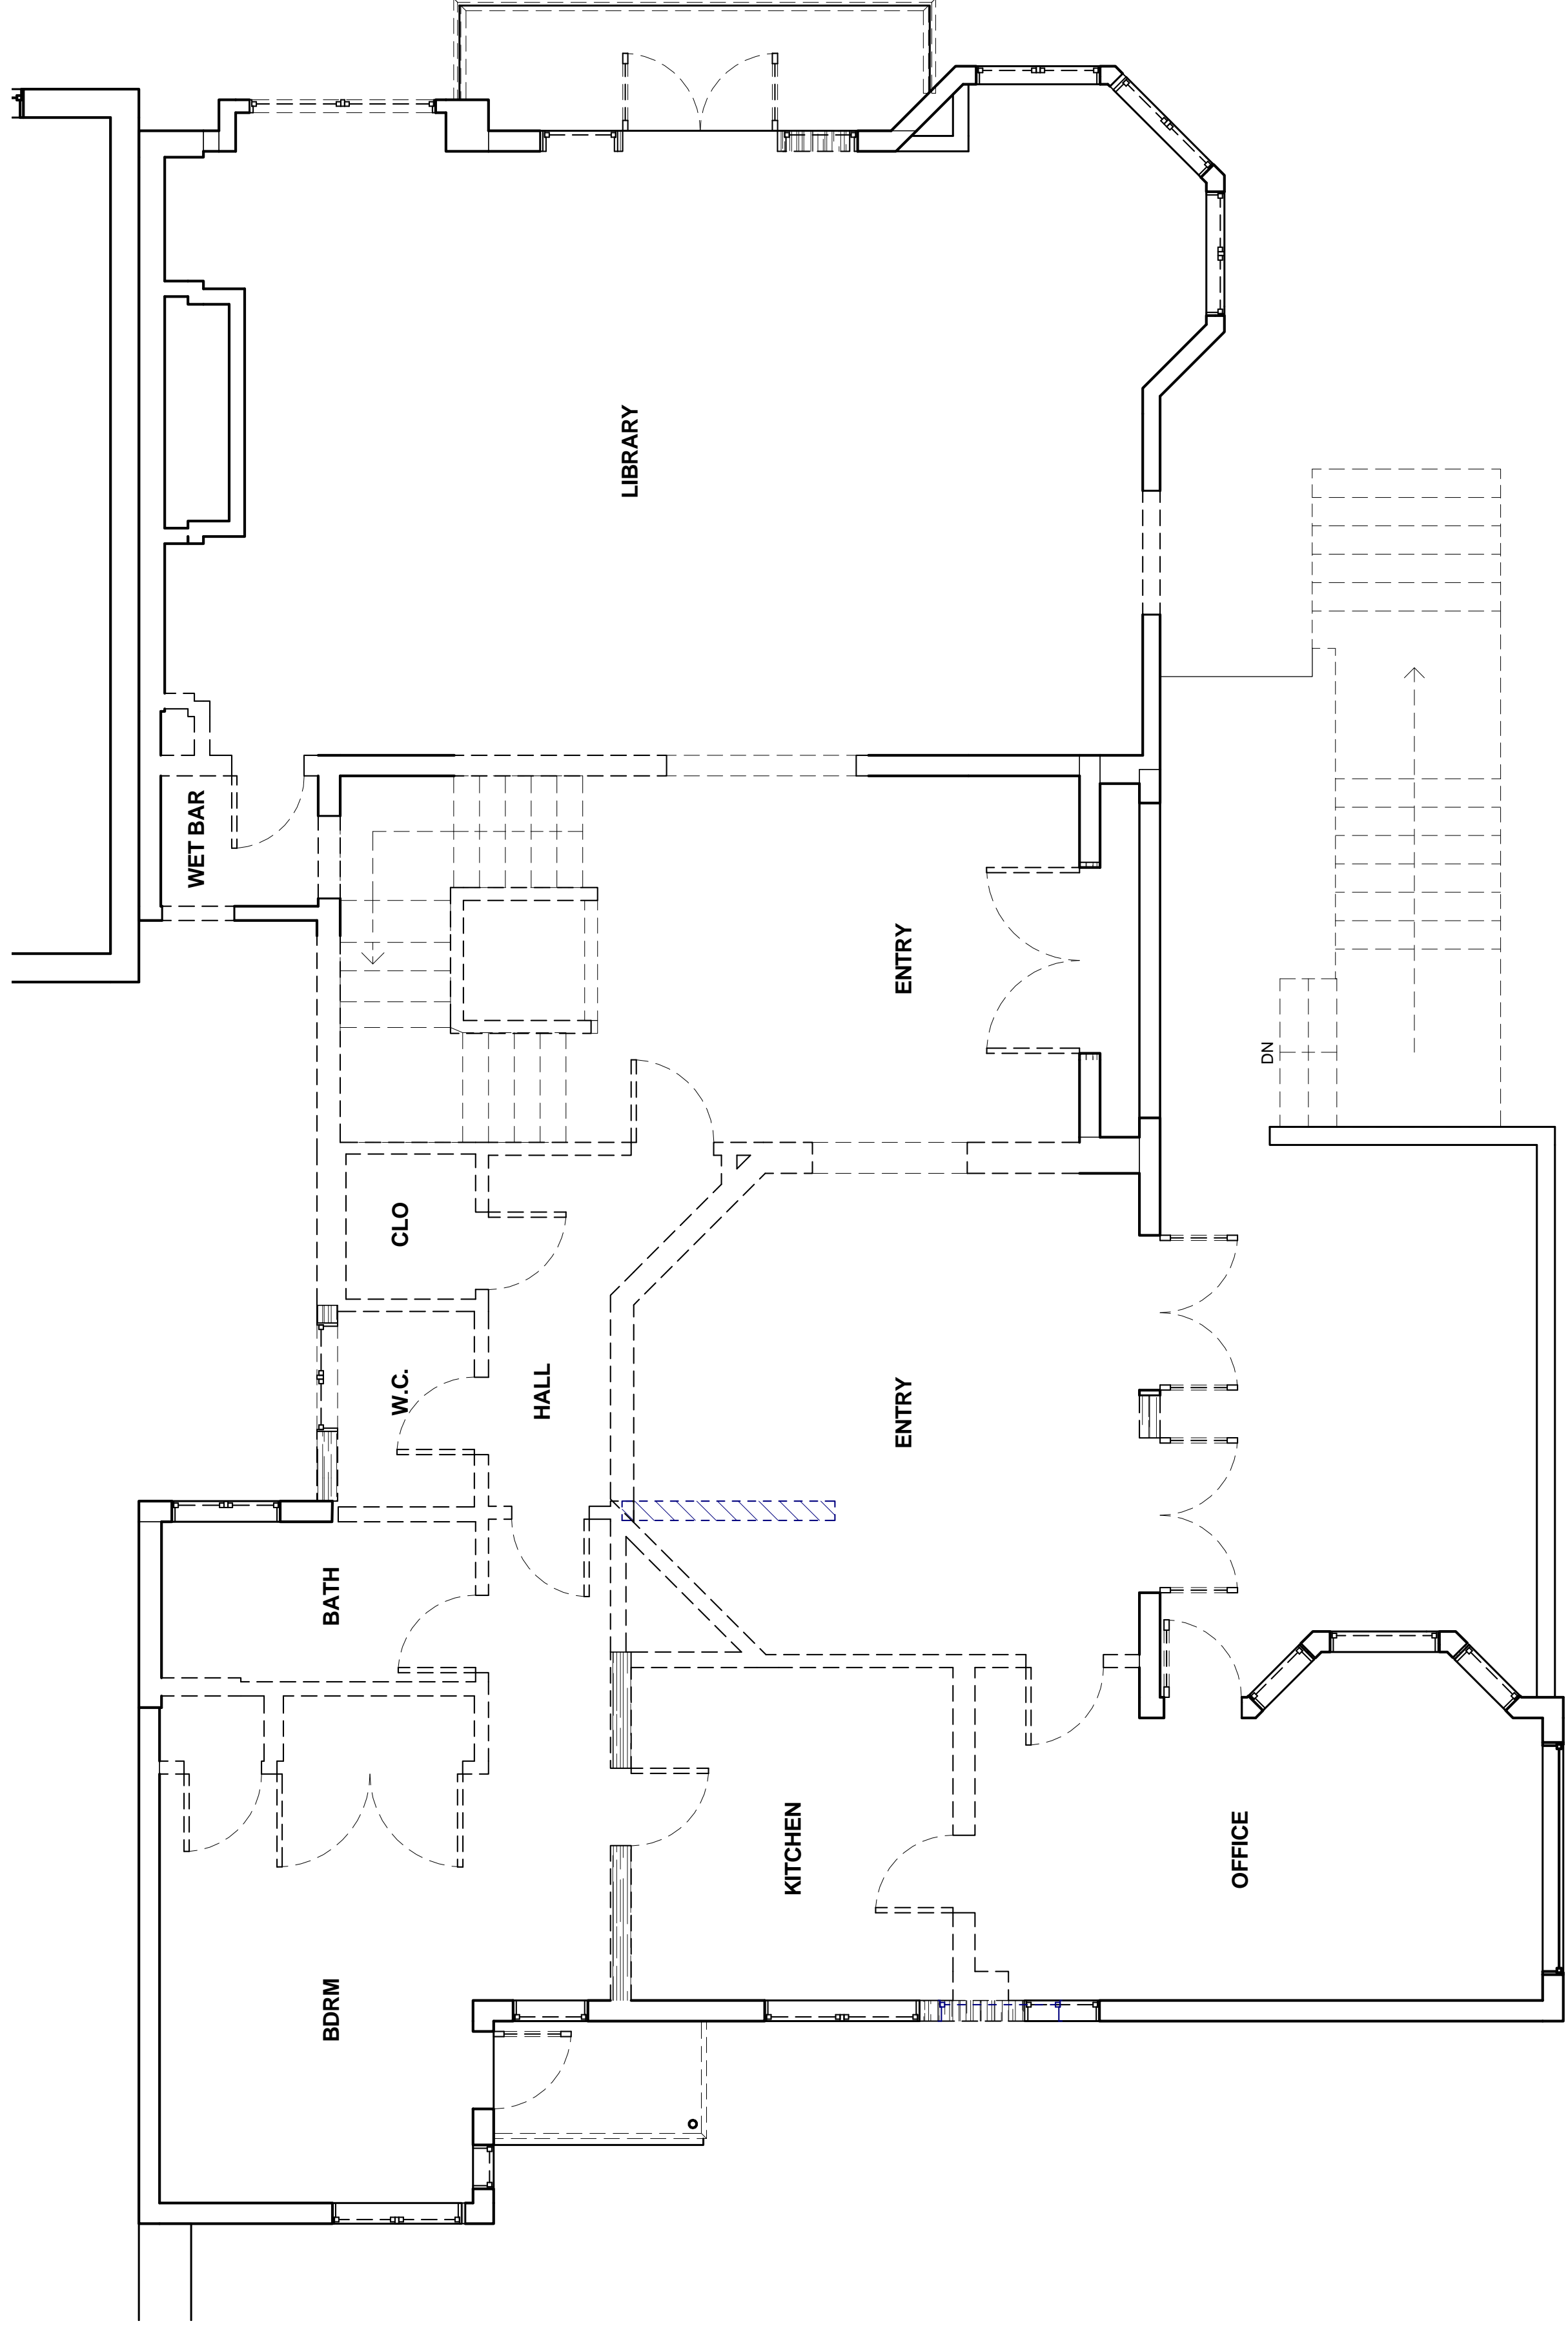 LIBRARY
WET BAR
ENTRY
DN
CLO
W.C.
HALL
ENTRY
BATH
KITCHEN
OFFICE
BDRM